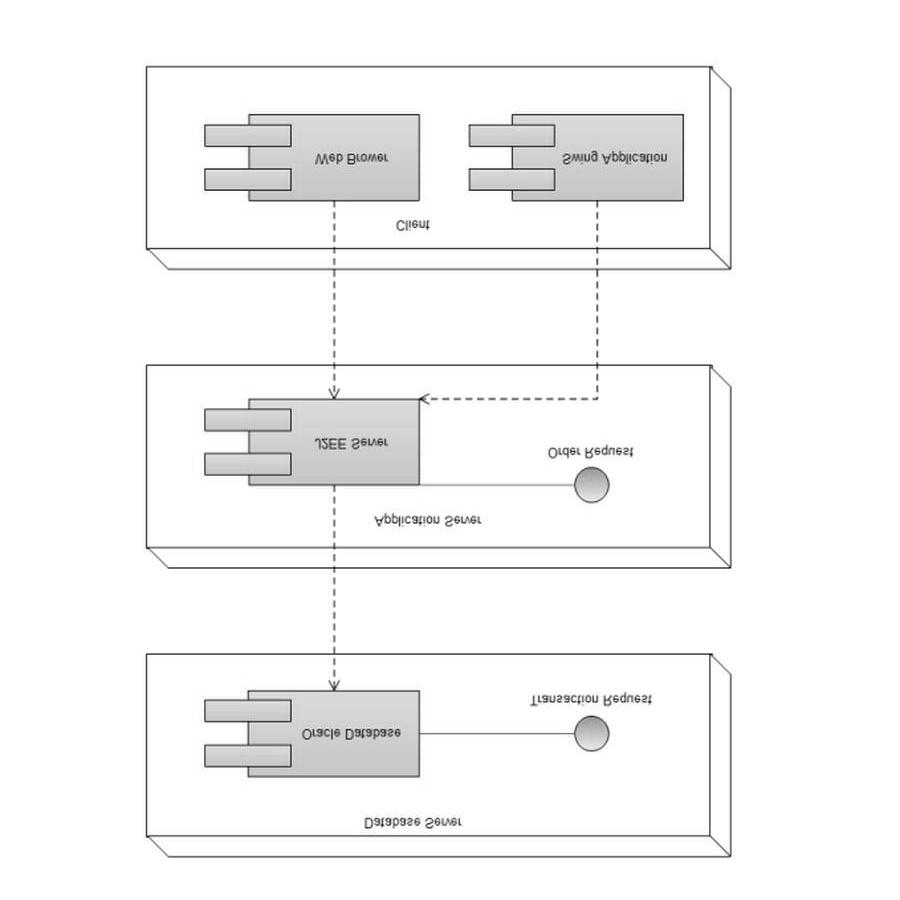 Web Brower
Swing Application
Client
J2EE Server
Order Request
Application Server
Transaction Request
Oracle Database
Database Server